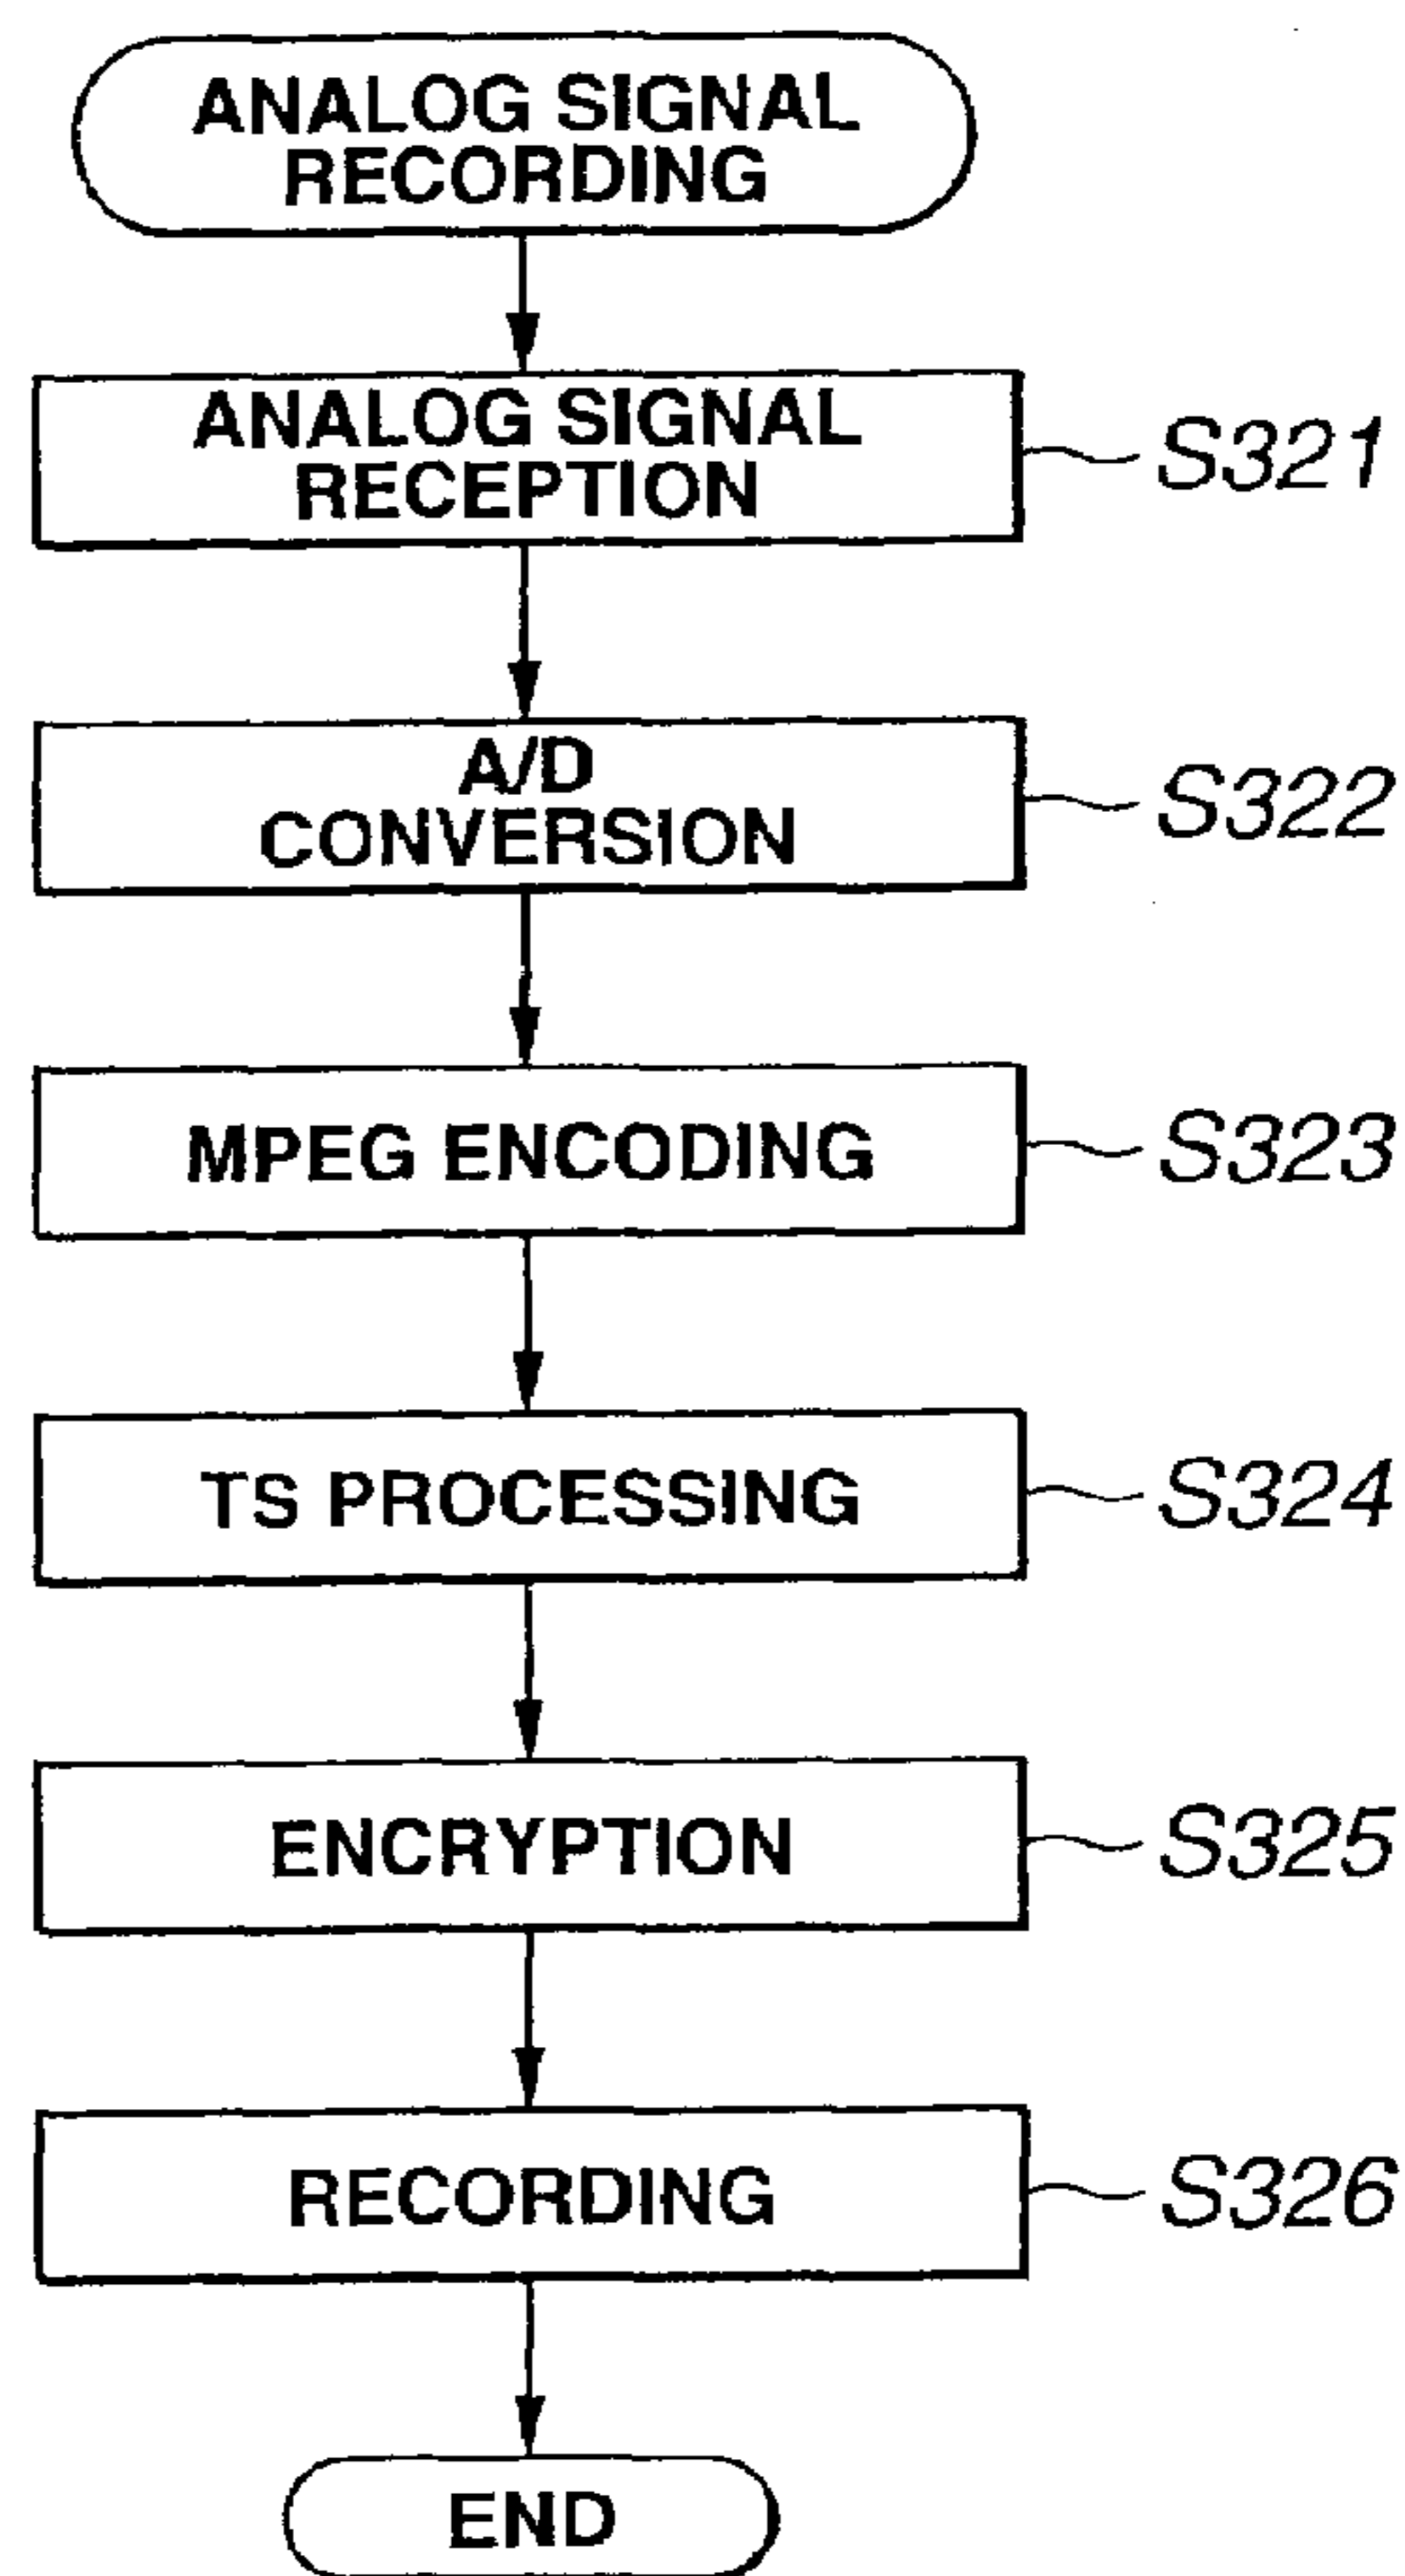 ANALOG SIGNAL
RECORDING
ANALOG SIGNAL
RECEPTION
S321
A/D
CONVERSION
S322
MPEG ENCODING
S323
TS PROCESSING
S324
ENCRYPTION
S325
RECORDING
S326
END